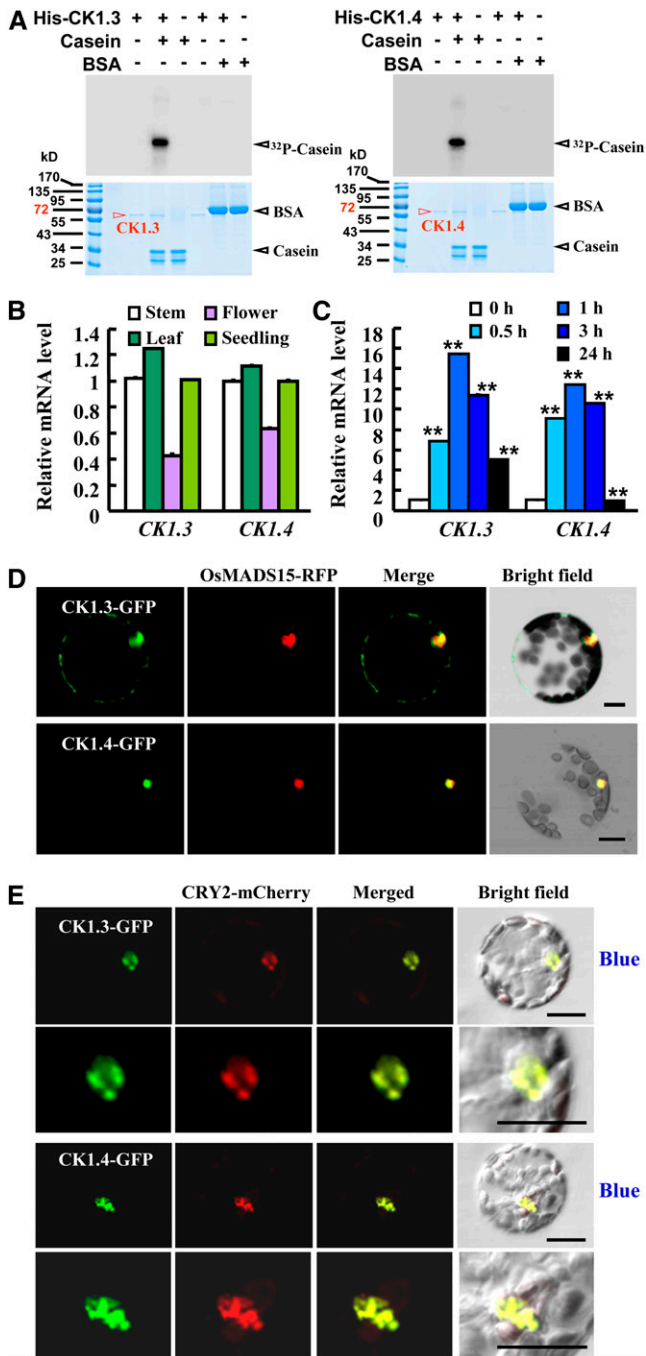 A
His-CK1.3 + + - + + -
Casein - + + - - -
BSA - - - - + +
³²P-Casein
kD
170
135
95
72
55
43
34
25
CK1.3
BSA
Casein
His-CK1.4 + + - + + -
Casein - + + - - -
BSA - - - - + +
³²P-Casein
kD
170
135
95
72
55
43
34
25
CK1.4
BSA
Casein
B
Stem Flower
Leaf Seedling
Relative mRNA level
1.4
1.2
1.0
0.8
0.6
0.4
0.2
0
CK1.3 CK1.4
C
0 h 1 h
0.5 h 3 h
24 h
Relative mRNA level
18
16
14
12
10
8
6
4
2
0
** ** ** **
** ** ** **
CK1.3 CK1.4
D
OsMADS15-RFP Merge Bright field
CK1.3-GFP
CK1.4-GFP
E
CRY2-mCherry Merged Bright field
CK1.3-GFP
Blue
CK1.4-GFP
Blue